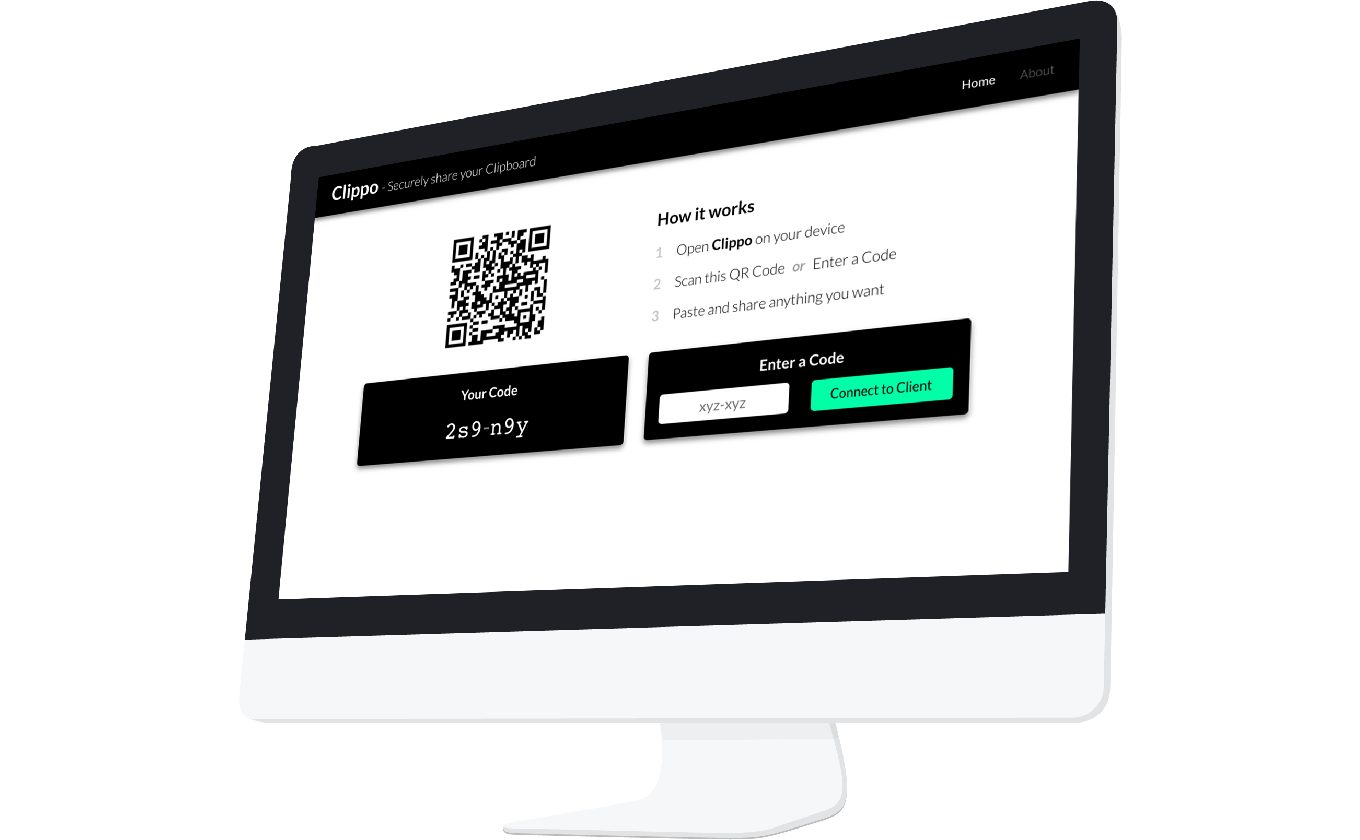 Home About
Clippo - Securely share your Clipboard
How it works
1 Open Clippo on your device
2 Scan this QR Code or Enter a Code
3 Paste and share anything you want
Your Code
2s9-n9y
Enter a Code
xyz-xyz Connect to Client